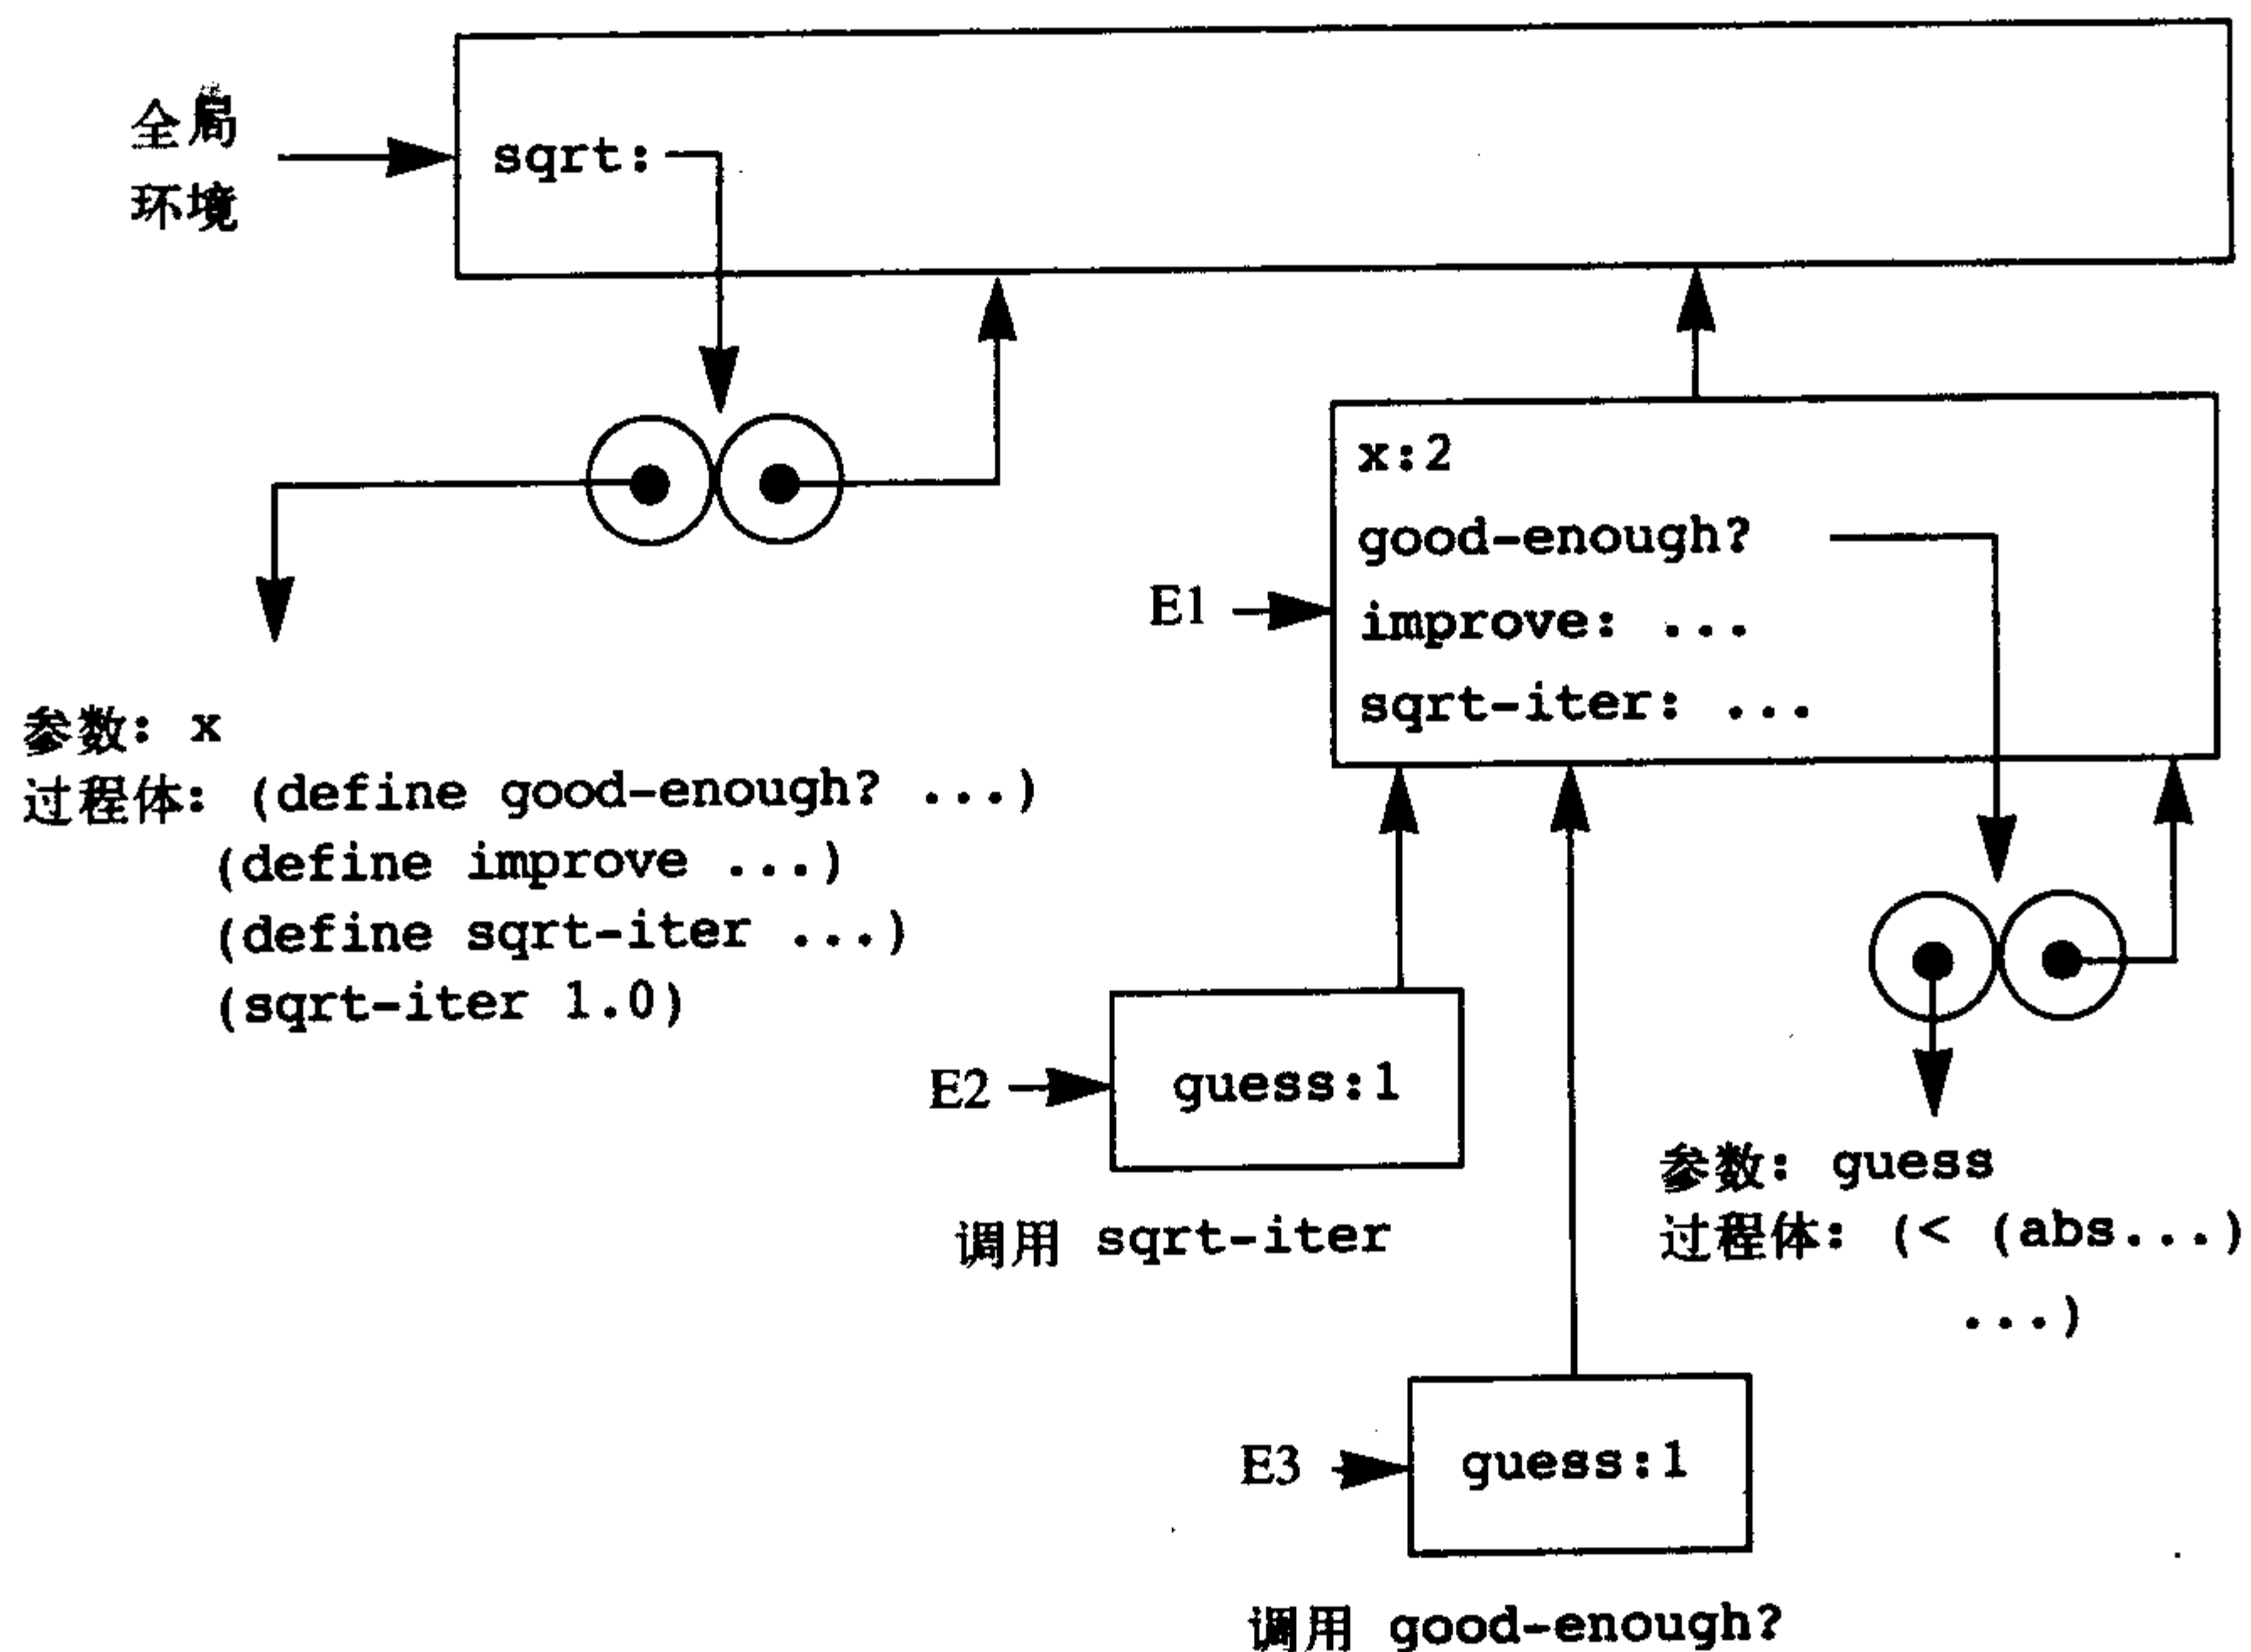 全局
环境
sqrt:
x:2
good-enough?
E1
improve: ...
sqrt-iter: ...
参数: x
过程体: (define good-enough? ...)
(define improve ...)
(define sqrt-iter ...)
(sqrt-iter 1.0)
E2
guess:1
调用 sqrt-iter
参数: guess
过程体: (< (abs...)
...)
E3
guess:1
调用 good-enough?